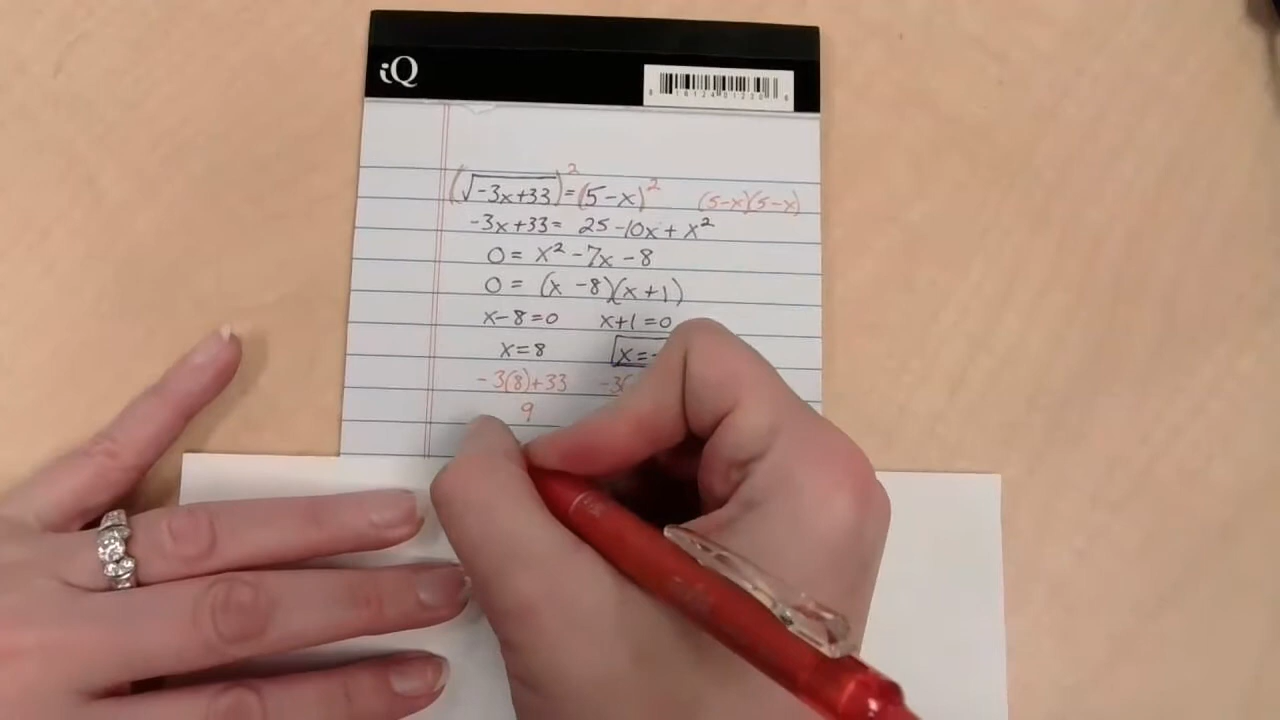 iQ
(√-3x+33)²=(5-x)² (5-x)(5-x)
-3x+33= 25-10x+x²
0= x²-7x-8
0= (x-8)(x+1)
x-8=0 x+1=0
x=8 x=-
-3(8)+33 -3(
9